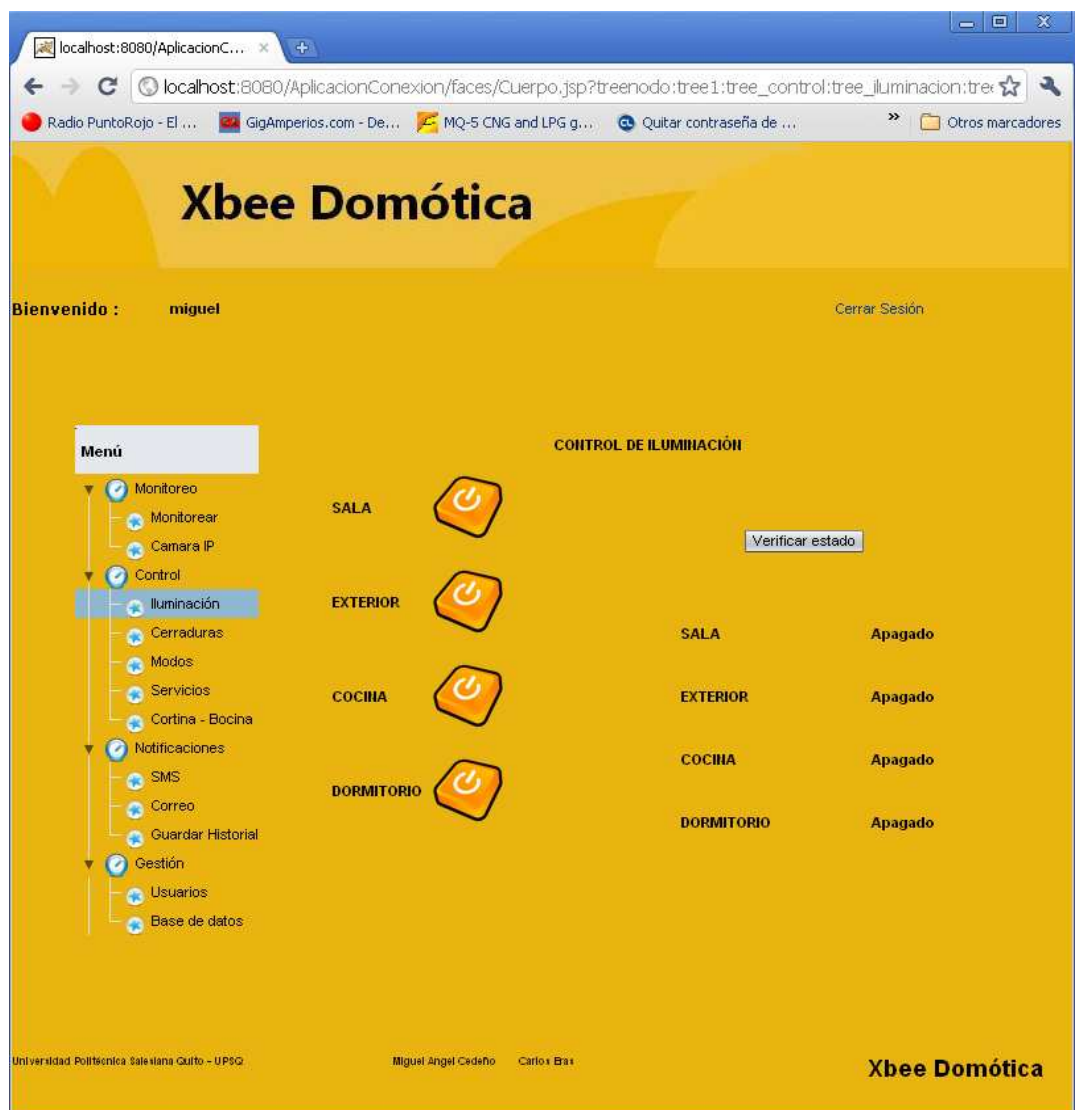 localhost:8080/AplicacionC...
localhost:8080/AplicacionConexion/faces/Cuerpo.jsp?treenodo:tree1:tree_control:tree_iluminacion:tree
Radio PuntoRojo - El ... GigAmperios.com - De... MQ-5 CNG and LPG g... Quitar contraseña de ... » Otros marcadores
Xbee Domótica
Bienvenido : miguel Cerrar Sesión
Menú
Monitoreo
Monitorear
Camara IP
Control
Iluminación
Cerraduras
Modos
Servicios
Cortina - Bocina
Notificaciones
SMS
Correo
Guardar Historial
Gestión
Usuarios
Base de datos
CONTROL DE ILUMINACIÓN
SALA
EXTERIOR
COCINA
DORMITORIO
Verificar estado
SALA Apagado
EXTERIOR Apagado
COCINA Apagado
DORMITORIO Apagado
Universidad Politécnica Salesiana Quito - UPSQ Miguel Angel Cedeño Carlos Eras
Xbee Domótica